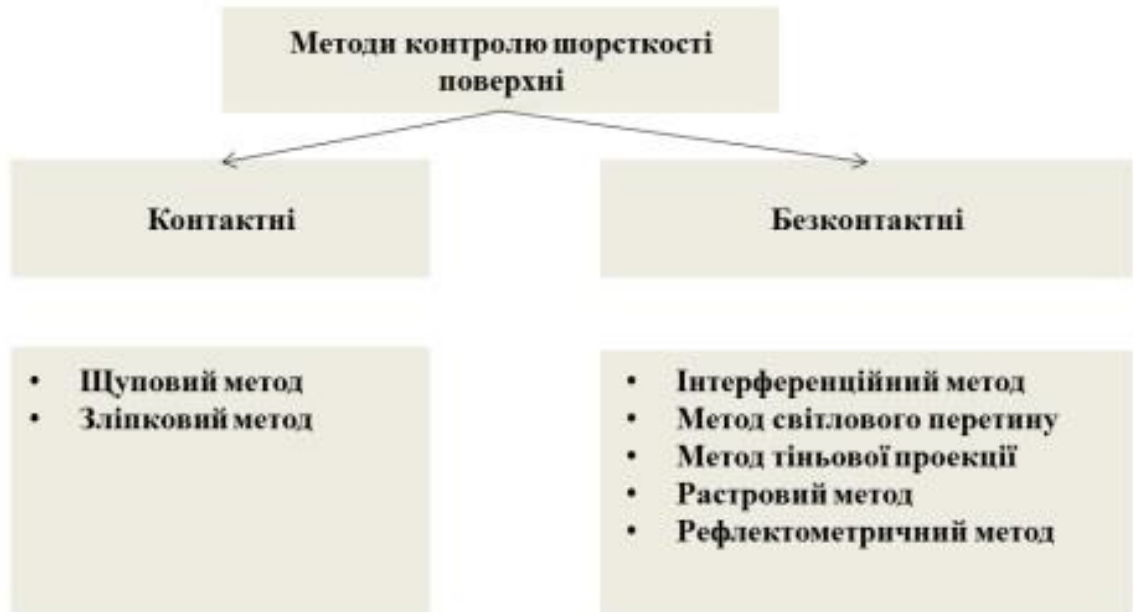 Методи контролю шорсткості
поверхні
Контактні
Безконтактні
• Щуповий метод
• Зліпковий метод
• Інтерференційний метод
• Метод світлового перетину
• Метод тіньової проекції
• Растровий метод
• Рефлектометричний метод